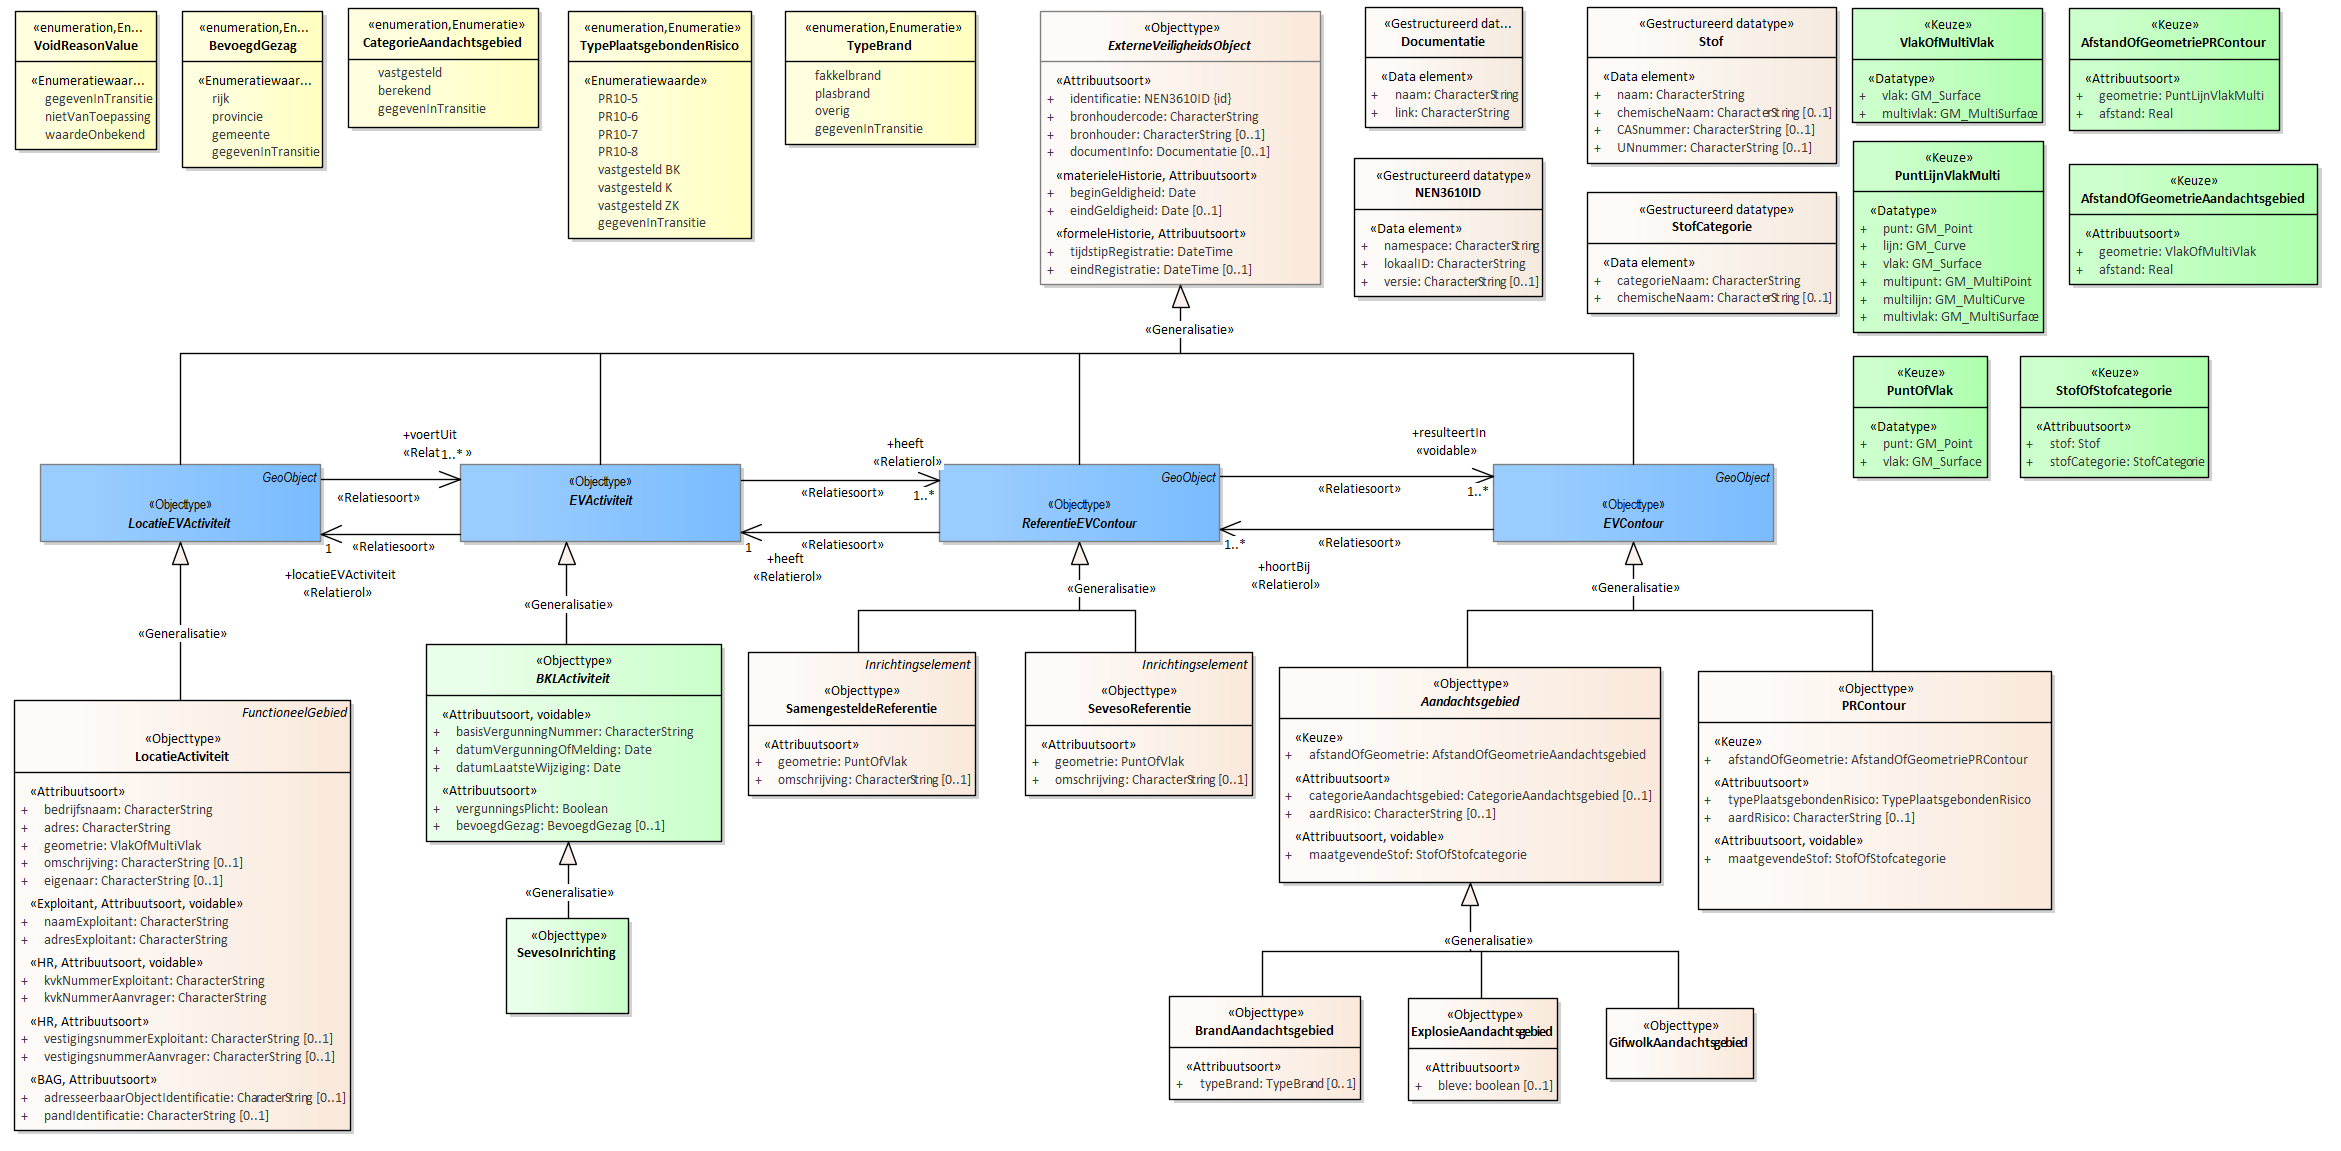 «enumeration,En...
VoidReasonValue
«Enumeratiewaar...
gegevenInTransitie
nietVanToepassing
waardeOnbekend
«enumeration,En...
BevoegdGezag
«Enumeratiewaar...
rijk
provincie
gemeente
gegevenInTransitie
«enumeration,Enumeratie»
CategorieAandachtsgebied
vastgesteld
berekend
gegevenInTransitie
«enumeration,Enumeratie»
TypePlaatsgebondenRisico
«Enumeratiewaarde»
PR10-5
PR10-6
PR10-7
PR10-8
vastgesteld BK
vastgesteld K
vastgesteld ZK
gegevenInTransitie
«enumeration,Enumeratie»
TypeBrand
fakkelbrand
plasbrand
overig
gegevenInTransitie
«Objecttype»
ExterneVeiligheidsObject
«Attribuutsoort»
+ identificatie: NEN3610ID {id}
+ bronhoudercode: CharacterString
+ bronhouder: CharacterString [0..1]
+ documentInfo: Documentatie [0..1]
«materieleHistorie, Attribuutsoort»
+ beginGeldigheid: Date
+ eindGeldigheid: Date [0..1]
«formeleHistorie, Attribuutsoort»
+ tijdstipRegistratie: DateTime
+ eindRegistratie: DateTime [0..1]
«Gestructureerd dat...
Documentatie
«Data element»
+ naam: CharacterString
+ link: CharacterString
«Gestructureerd datatype»
NEN3610ID
«Data element»
+ namespace: CharacterString
+ lokaalID: CharacterString
+ versie: CharacterString [0..1]
«Gestructureerd datatype»
Stof
«Data element»
+ naam: CharacterString
+ chemischeNaam: CharacterString [0..1]
+ CASnummer: CharacterString [0..1]
+ UNnummer: CharacterString [0..1]
«Gestructureerd datatype»
StofCategorie
«Data element»
+ categorieNaam: CharacterString
+ chemischeNaam: CharacterString [0..1]
«Keuze»
VlakOfMultiVlak
«Datatype»
+ vlak: GM_Surface
+ multivlak: GM_MultiSurface
«Keuze»
PuntLijnVlakMulti
«Datatype»
+ punt: GM_Point
+ lijn: GM_Curve
+ vlak: GM_Surface
+ multipunt: GM_MultiPoint
+ multilijn: GM_MultiCurve
+ multivlak: GM_MultiSurface
«Keuze»
AfstandOfGeometriePRContour
«Attribuutsoort»
+ geometrie: PuntLijnVlakMulti
+ afstand: Real
«Keuze»
AfstandOfGeometrieAandachtsgebied
«Attribuutsoort»
+ geometrie: VlakOfMultiVlak
+ afstand: Real
«Keuze»
PuntOfVlak
«Datatype»
+ punt: GM_Point
+ vlak: GM_Surface
«Keuze»
StofOfStofcategorie
«Attribuutsoort»
+ stof: Stof
+ stofCategorie: StofCategorie
«Generalisatie»
GeoObject
«Objecttype»
LocatieEVActiviteit
+voertUit
«Relat 1..* »
«Relatiesoort»
«Relatiesoort»
1
+locatieEVActiviteit
«Relatierol»
«Objecttype»
EVActiviteit
+heeft
«Relatierol»
«Relatiesoort»
1..*
«Relatiesoort»
1
+heeft
«Relatierol»
GeoObject
«Objecttype»
ReferentieEVContour
+resulteertIn
«voidable»
«Relatiesoort»
1..*
1..*
«Relatiesoort»
+hoortBij
«Relatierol»
GeoObject
«Objecttype»
EVContour
«Generalisatie»
«Generalisatie»
«Generalisatie»
«Generalisatie»
FunctioneelGebied
«Objecttype»
LocatieActiviteit
«Attribuutsoort»
+ bedrijfsnaam: CharacterString
+ adres: CharacterString
+ geometrie: VlakOfMultiVlak
+ omschrijving: CharacterString [0..1]
+ eigenaar: CharacterString [0..1]
«Exploitant, Attribuutsoort, voidable»
+ naamExploitant: CharacterString
+ adresExploitant: CharacterString
«HR, Attribuutsoort, voidable»
+ kvkNummerExploitant: CharacterString
+ kvkNummerAanvrager: CharacterString
«HR, Attribuutsoort»
+ vestigingsnummerExploitant: CharacterString [0..1]
+ vestigingsnummerAanvrager: CharacterString [0..1]
«BAG, Attribuutsoort»
+ adresseerbaarObjectIdentificatie: CharacterString [0..1]
+ pandIdentificatie: CharacterString [0..1]
«Objecttype»
BKLActiviteit
«Attribuutsoort, voidable»
+ basisVergunningNummer: CharacterString
+ datumVergunningOfMelding: Date
+ datumLaatsteWijziging: Date
«Attribuutsoort»
+ vergunningsPlicht: Boolean
+ bevoegdGezag: BevoegdGezag [0..1]
«Generalisatie»
«Objecttype»
SevesoInrichting
Inrichtingselement
«Objecttype»
SamengesteldeReferentie
«Attribuutsoort»
+ geometrie: PuntOfVlak
+ omschrijving: CharacterString [0..1]
Inrichtingselement
«Objecttype»
SevesoReferentie
«Attribuutsoort»
+ geometrie: PuntOfVlak
+ omschrijving: CharacterString [0..1]
«Objecttype»
Aandachtsgebied
«Keuze»
+ afstandOfGeometrie: AfstandOfGeometrieAandachtsgebied
«Attribuutsoort»
+ categorieAandachtsgebied: CategorieAandachtsgebied [0..1]
+ aardRisico: CharacterString [0..1]
«Attribuutsoort, voidable»
+ maatgevendeStof: StofOfStofcategorie
«Objecttype»
PRContour
«Keuze»
+ afstandOfGeometrie: AfstandOfGeometriePRContour
«Attribuutsoort»
+ typePlaatsgebondenRisico: TypePlaatsgebondenRisico
+ aardRisico: CharacterString [0..1]
«Attribuutsoort, voidable»
+ maatgevendeStof: StofOfStofcategorie
«Generalisatie»
«Objecttype»
BrandAandachtsgebied
«Attribuutsoort»
+ typeBrand: TypeBrand [0..1]
«Objecttype»
ExplosieAandachtsgebied
«Attribuutsoort»
+ bleve: boolean [0..1]
«Objecttype»
GifwolkAandachtsgebied